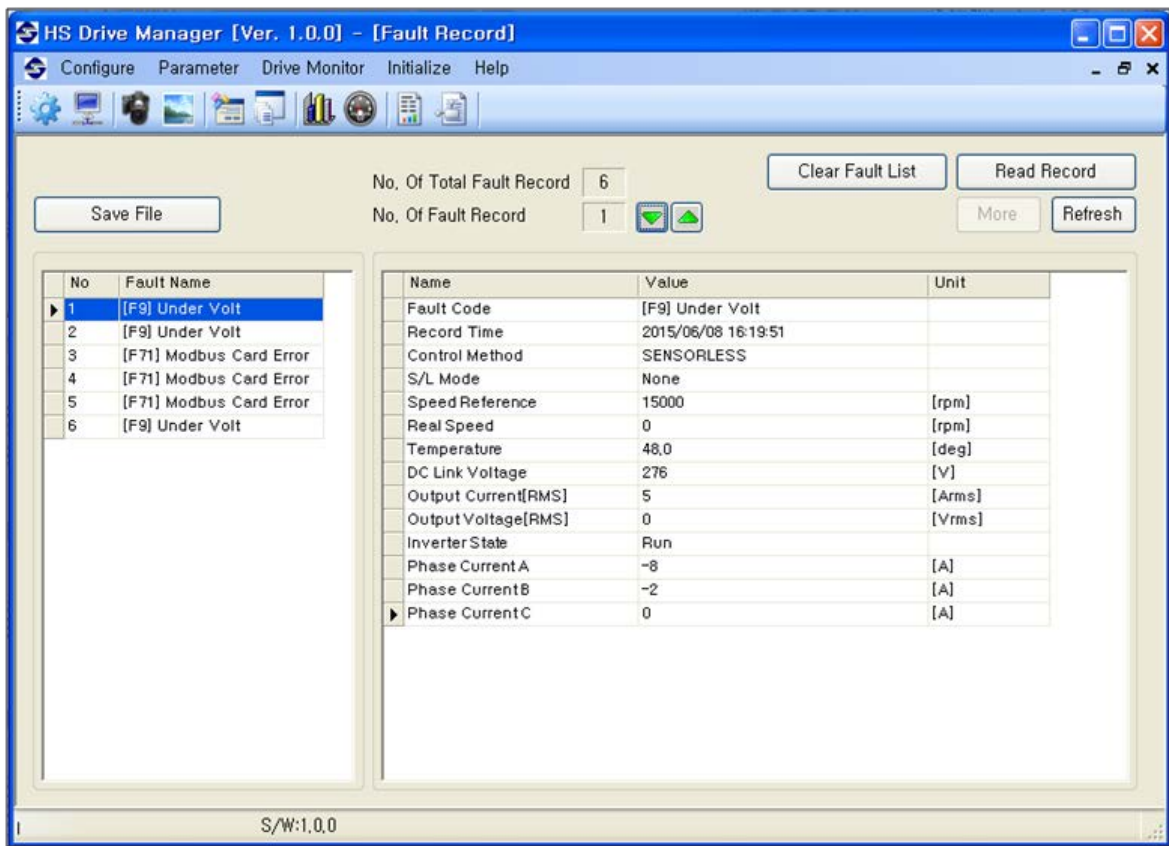 HS Drive Manager [Ver. 1.0.0] - [Fault Record]
Configure Parameter Drive Monitor Initialize Help
No. Of Total Fault Record 6
Clear Fault List Read Record
Save File
No. Of Fault Record 1
More Refresh
No Fault Name
1 [F9] Under Volt
2 [F9] Under Volt
3 [F71] Modbus Card Error
4 [F71] Modbus Card Error
5 [F71] Modbus Card Error
6 [F9] Under Volt
Name Value Unit
Fault Code [F9] Under Volt
Record Time 2015/06/08 16:19:51
Control Method SENSORLESS
S/L Mode None
Speed Reference 15000 [rpm]
Real Speed 0 [rpm]
Temperature 48.0 [deg]
DC Link Voltage 276 [V]
Output Current[RMS] 5 [Arms]
Output Voltage[RMS] 0 [Vrms]
Inverter State Run
Phase Current A -8 [A]
Phase Current B -2 [A]
Phase Current C 0 [A]
S/W:1.0.0